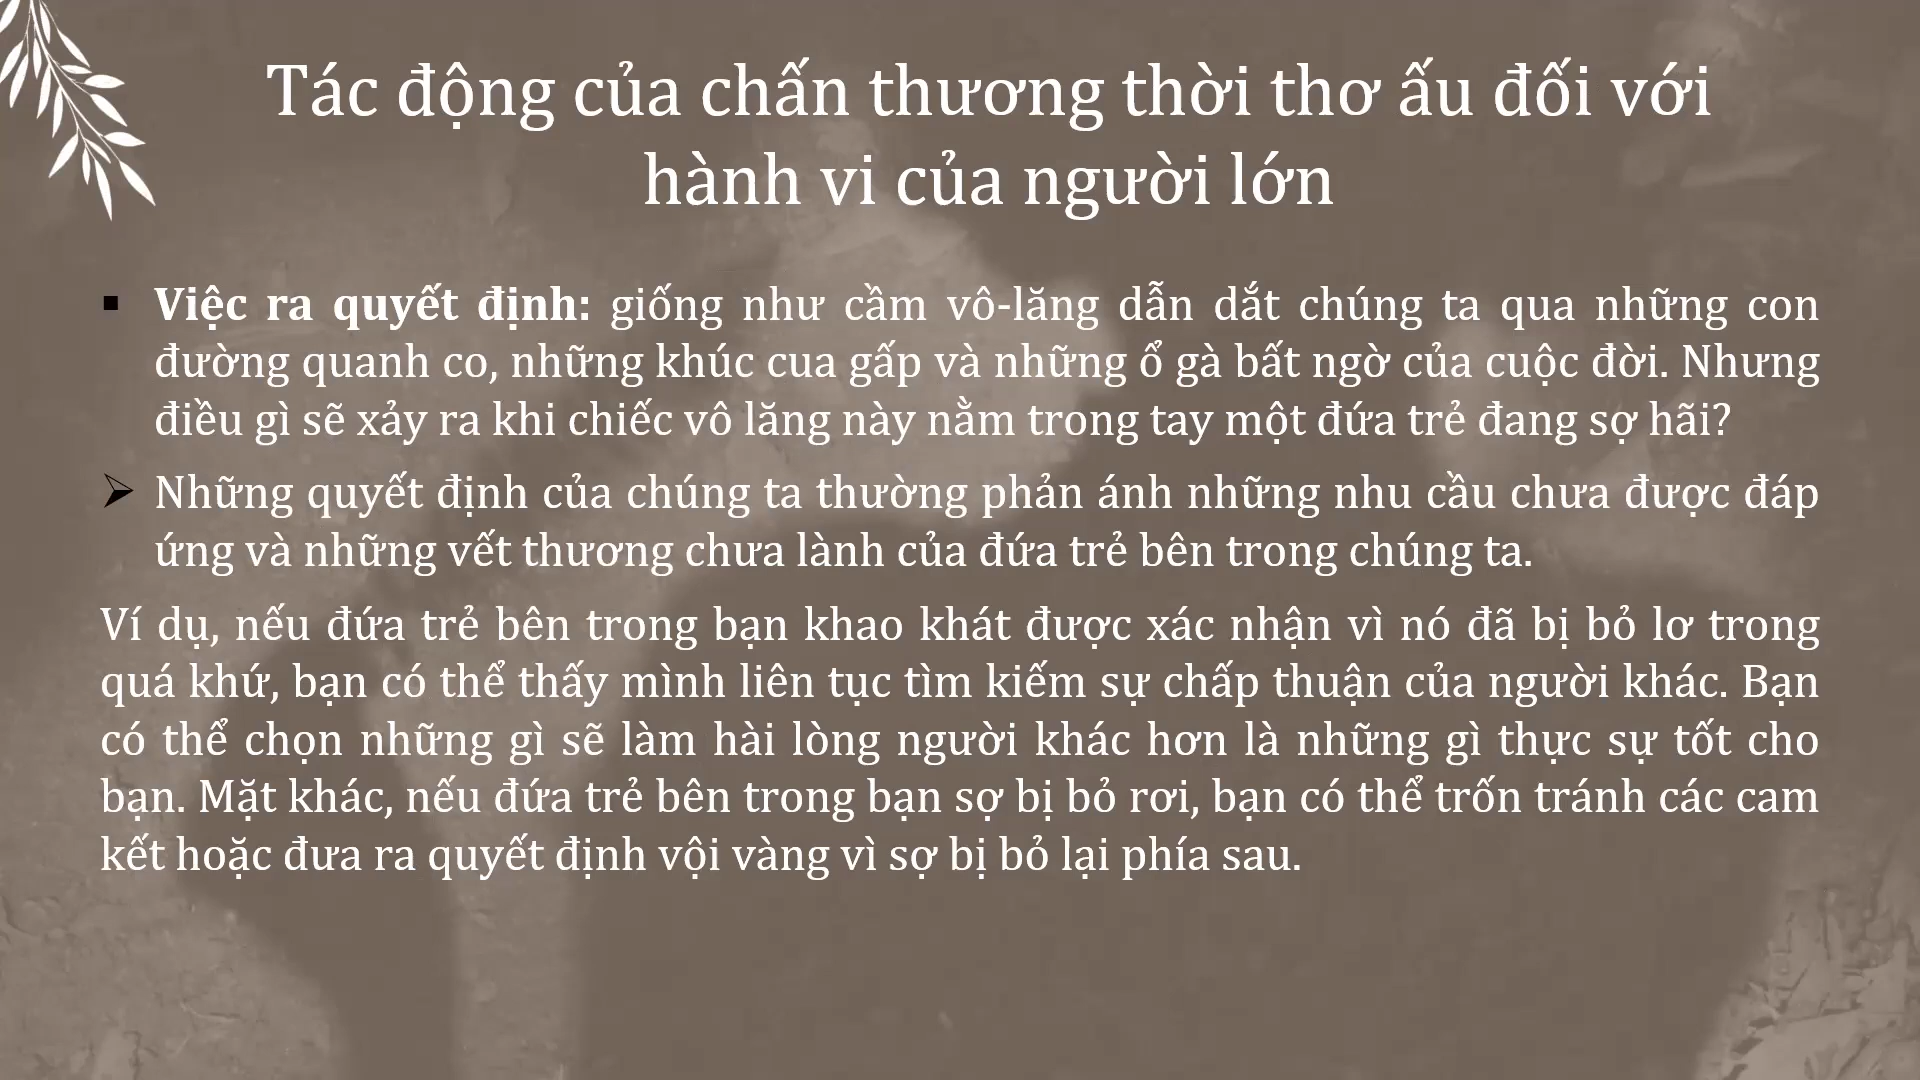 Tác động của chấn thương thời thơ ấu đối với
hành vi của người lớn
▪ Việc ra quyết định: giống như cầm vô-lăng dẫn dắt chúng ta qua những con
đường quanh co, những khúc cua gấp và những ổ gà bất ngờ của cuộc đời. Nhưng
điều gì sẽ xảy ra khi chiếc vô lăng này nằm trong tay một đứa trẻ đang sợ hãi?
➢ Những quyết định của chúng ta thường phản ánh những nhu cầu chưa được đáp
ứng và những vết thương chưa lành của đứa trẻ bên trong chúng ta.
Ví dụ, nếu đứa trẻ bên trong bạn khao khát được xác nhận vì nó đã bị bỏ lơ trong
quá khứ, bạn có thể thấy mình liên tục tìm kiếm sự chấp thuận của người khác. Bạn
có thể chọn những gì sẽ làm hài lòng người khác hơn là những gì thực sự tốt cho
bạn. Mặt khác, nếu đứa trẻ bên trong bạn sợ bị bỏ rơi, bạn có thể trốn tránh các cam
kết hoặc đưa ra quyết định vội vàng vì sợ bị bỏ lại phía sau.